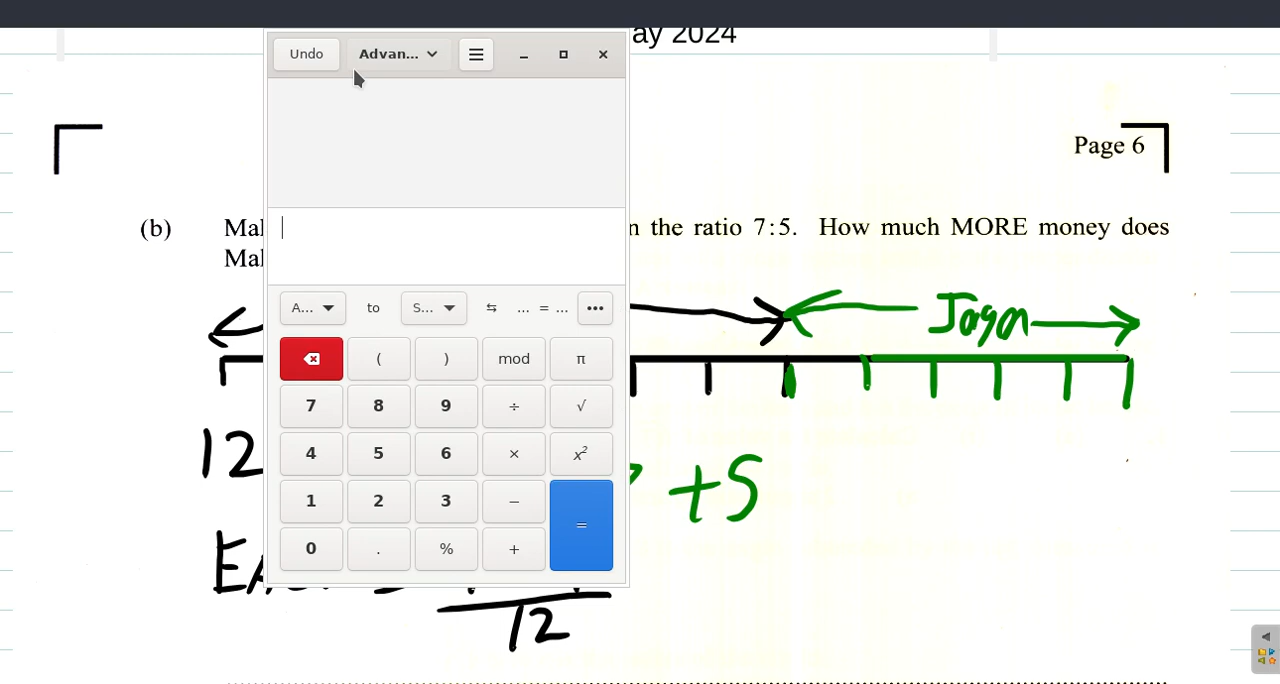 ay 2024
Undo Advan...
Page 6
(b) Mal n the ratio 7:5. How much MORE money does
Mal
A... to S... ⇆ ... = ... •••
Jason
( ) mod π
7 8 9 ÷ √
12
4 5 6 × x²
+5
1 2 3 − =
0 . % +
12